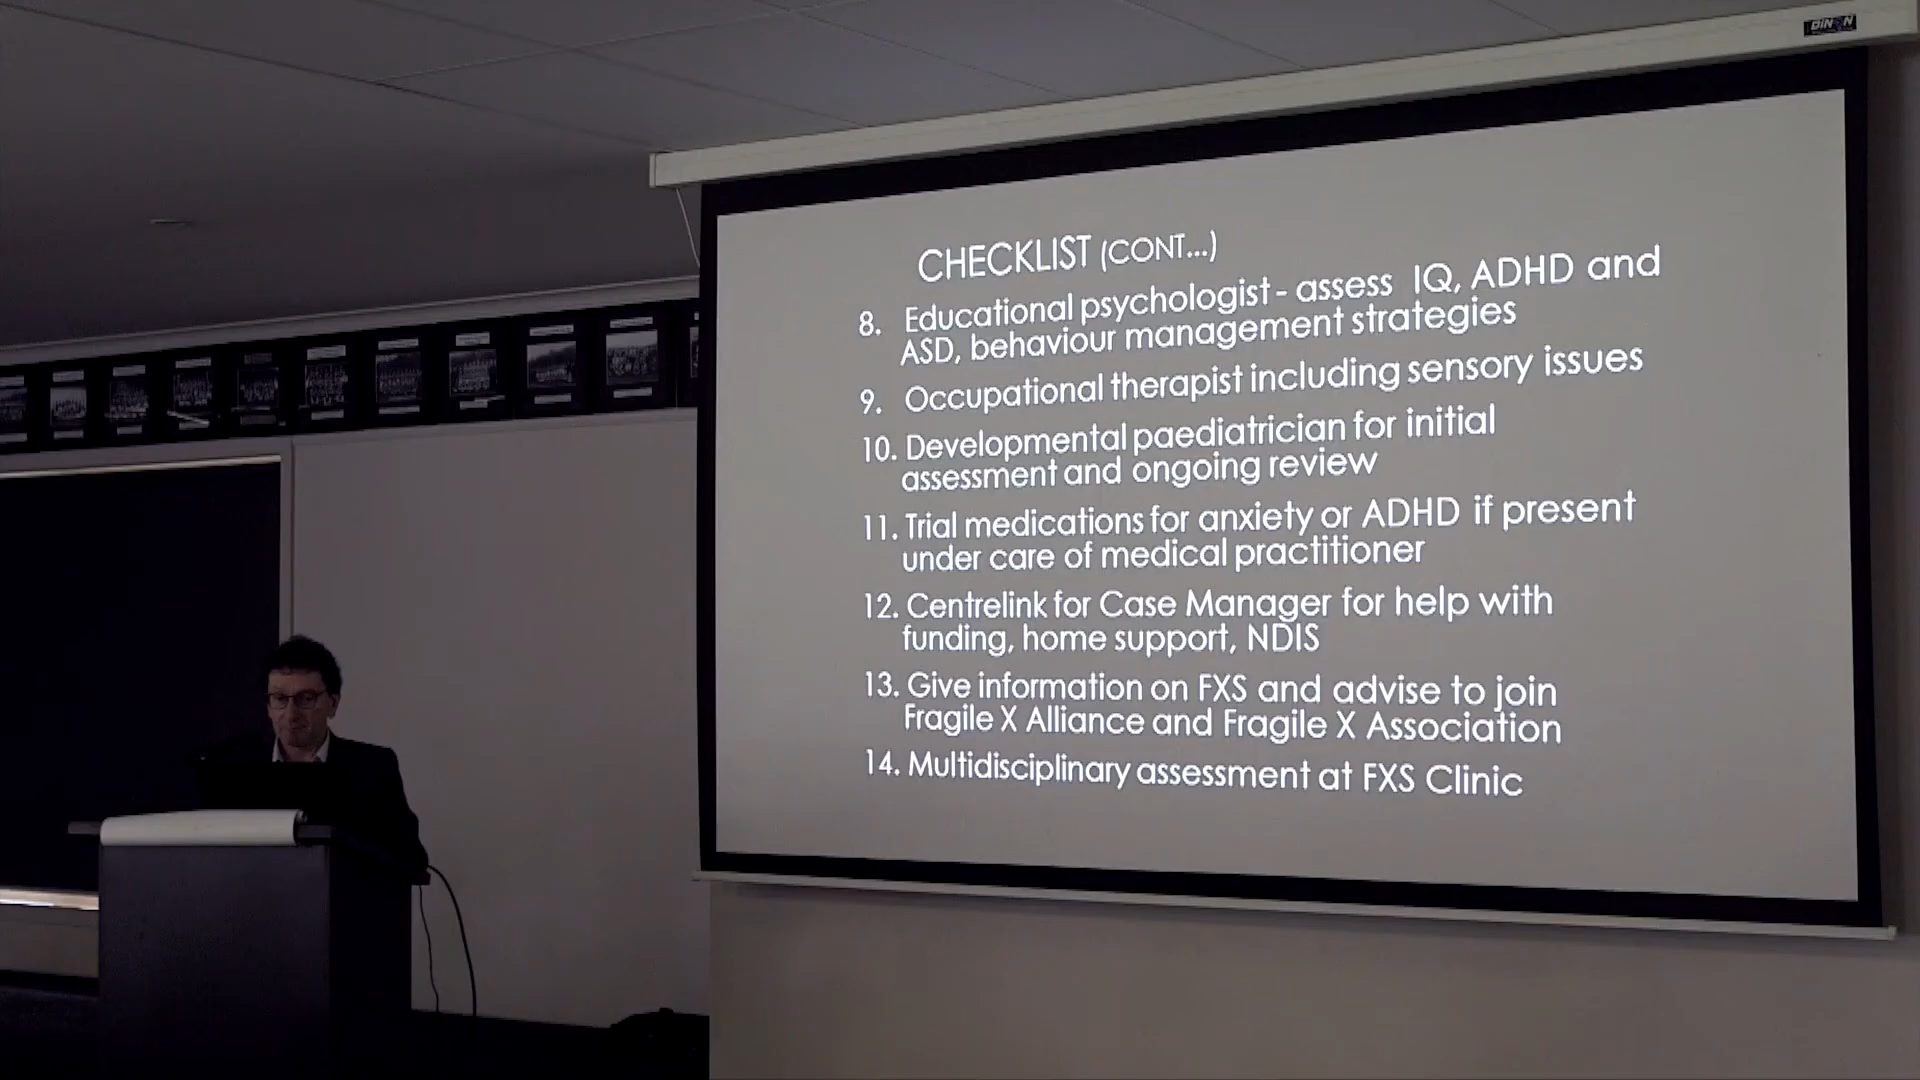 CHECKLIST (CONT...)
8. Educational psychologist - assess IQ, ADHD and
ASD, behaviour management strategies
9. Occupational therapist including sensory issues
10. Developmental paediatrician for initial
assessment and ongoing review
11. Trial medications for anxiety or ADHD if present
under care of medical practitioner
12. Centrelink for Case Manager for help with
funding, home support, NDIS
13. Give information on FXS and advise to join
Fragile X Alliance and Fragile X Association
14. Multidisciplinary assessment at FXS Clinic